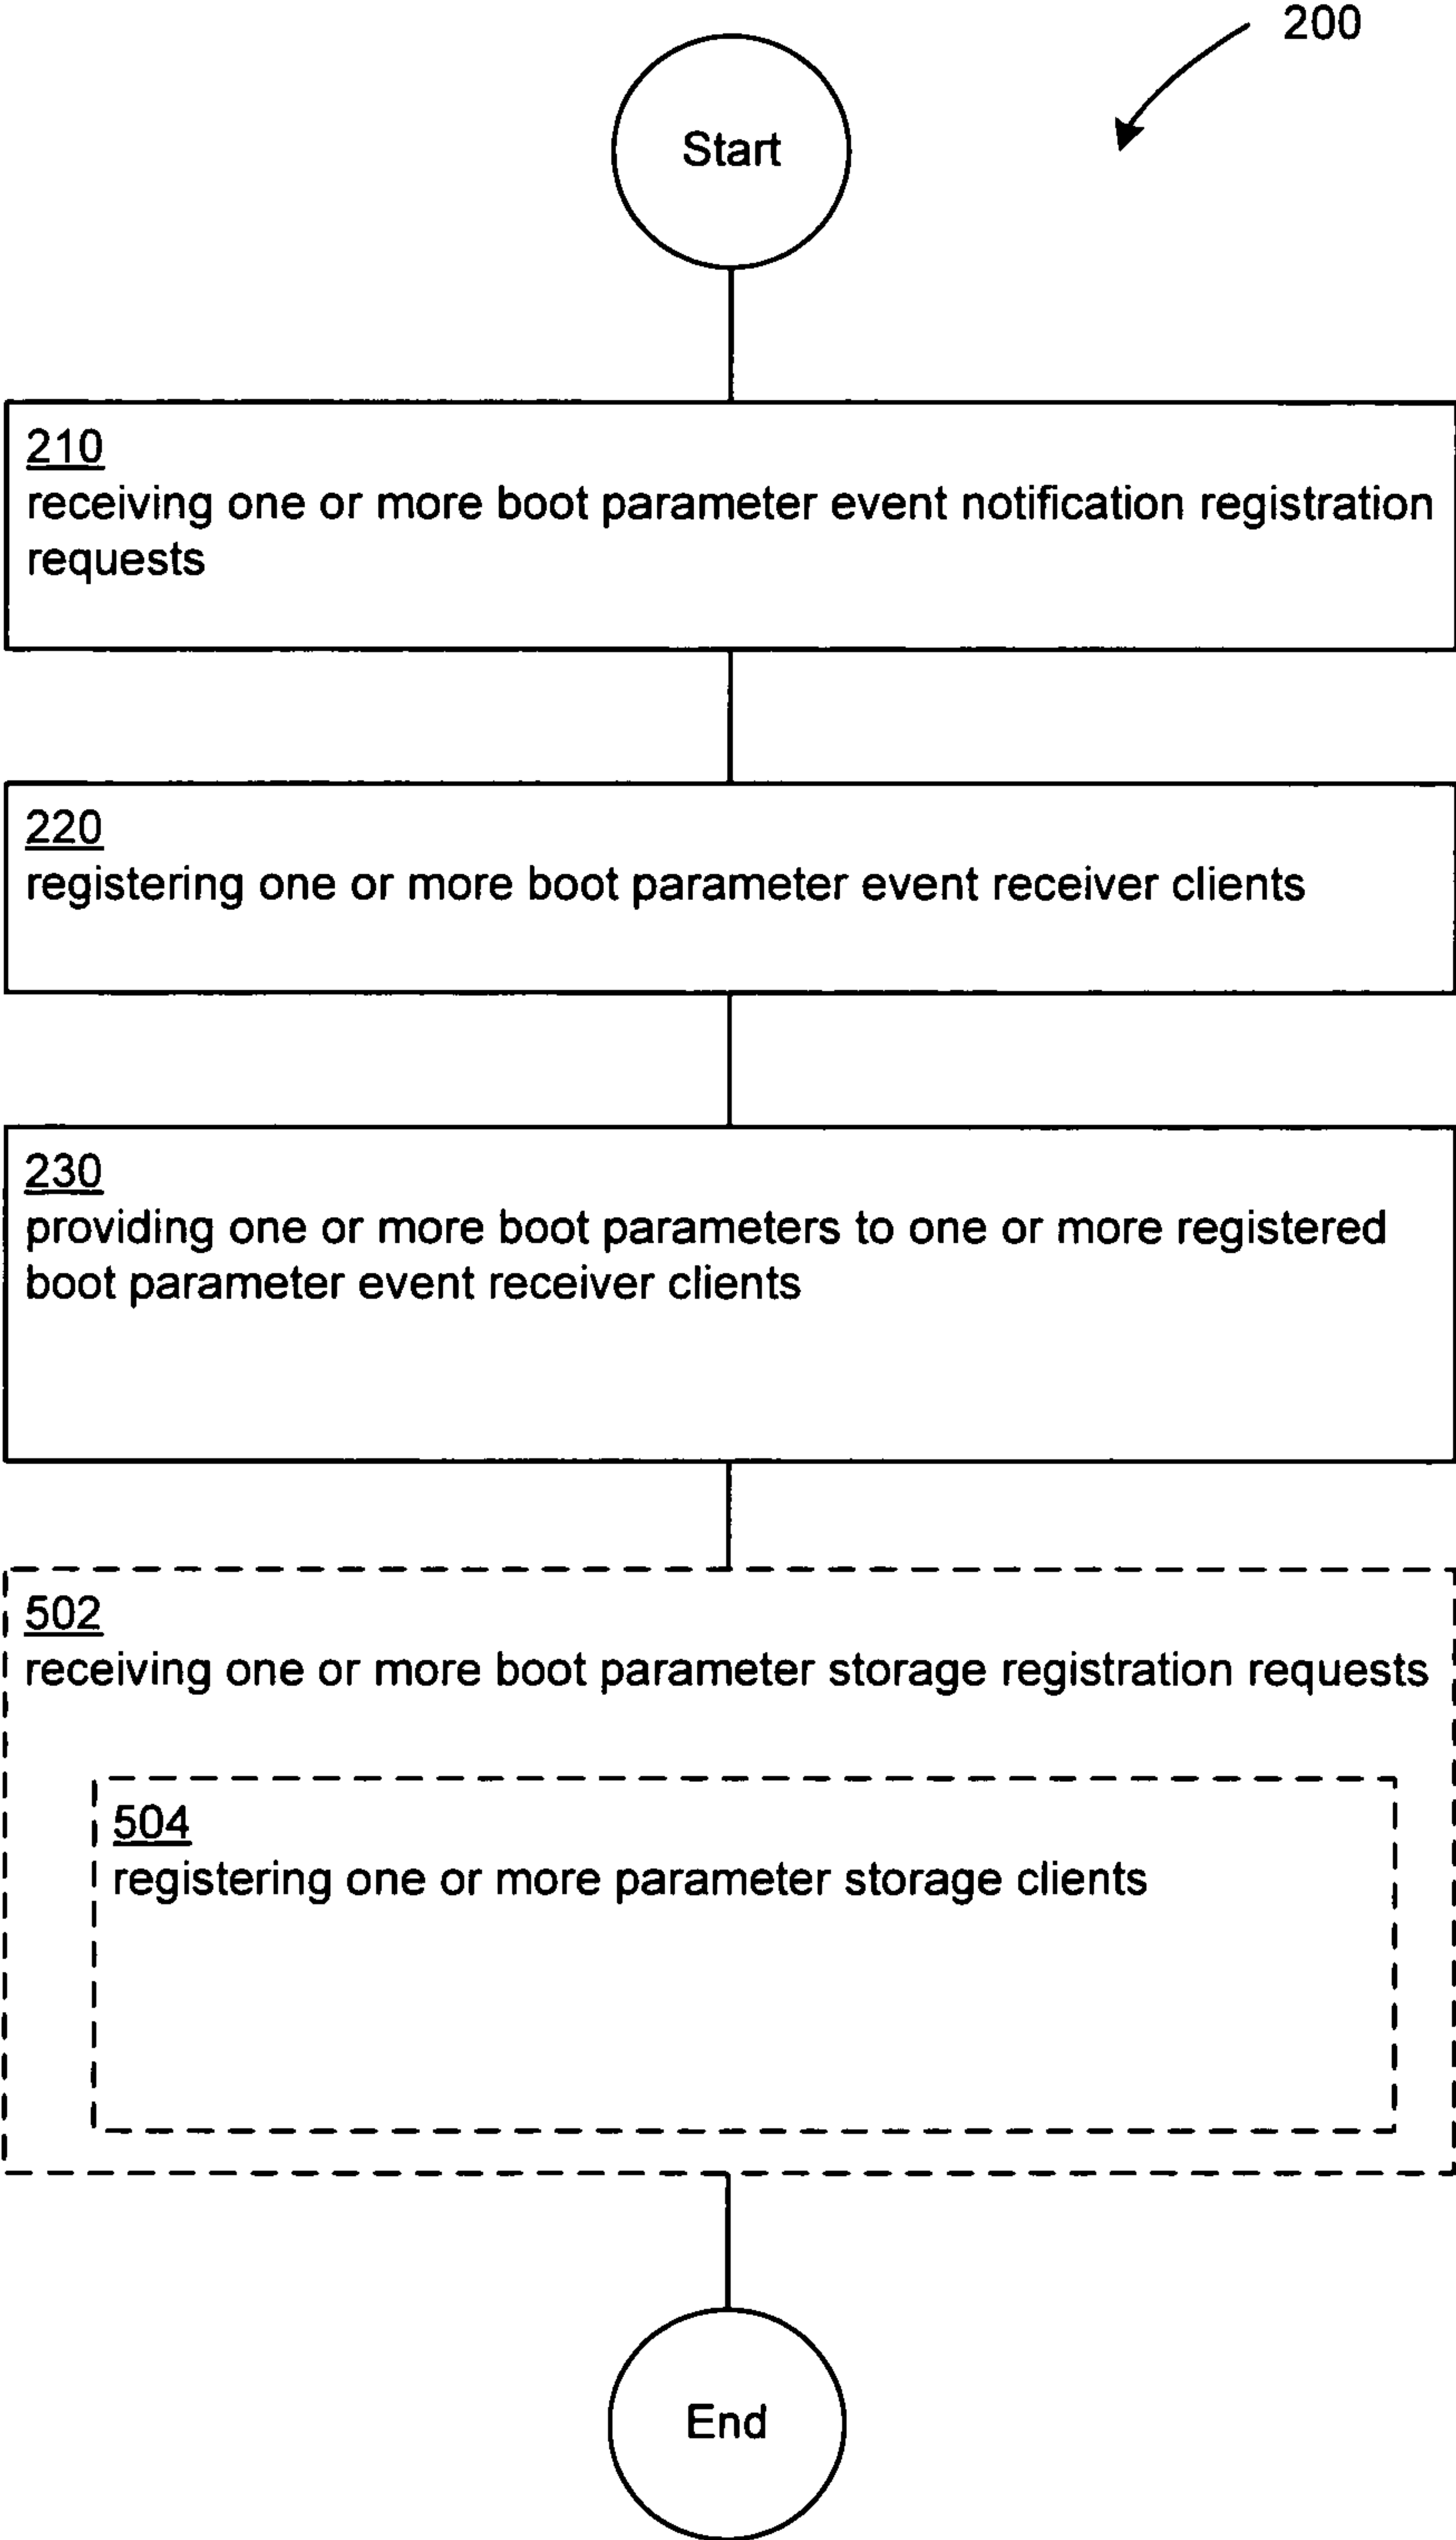 200
Start
210
receiving one or more boot parameter event notification registration
requests
220
registering one or more boot parameter event receiver clients
230
providing one or more boot parameters to one or more registered
boot parameter event receiver clients
502
receiving one or more boot parameter storage registration requests
504
registering one or more parameter storage clients
End